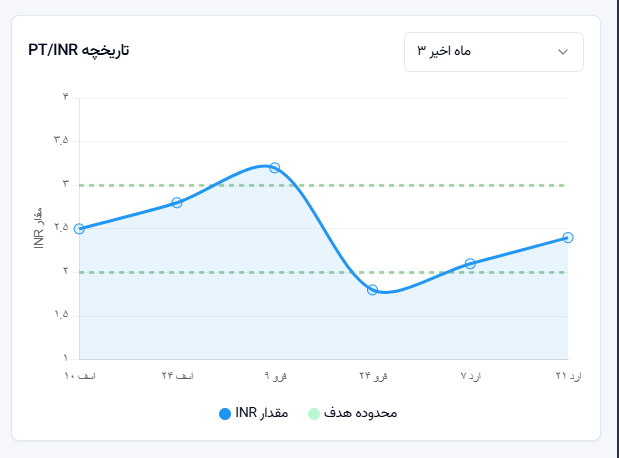 تاریخچه PT/INR
۳ ماه اخیر
۴
۳.۵
۳
۲.۵
۲
۱.۵
۱
مقدار INR
۱۰ اسف
۲۴ اسف
۹ فرو
۲۴ فرو
۷ ارد
۲۱ ارد
مقدار INR
محدوده هدف